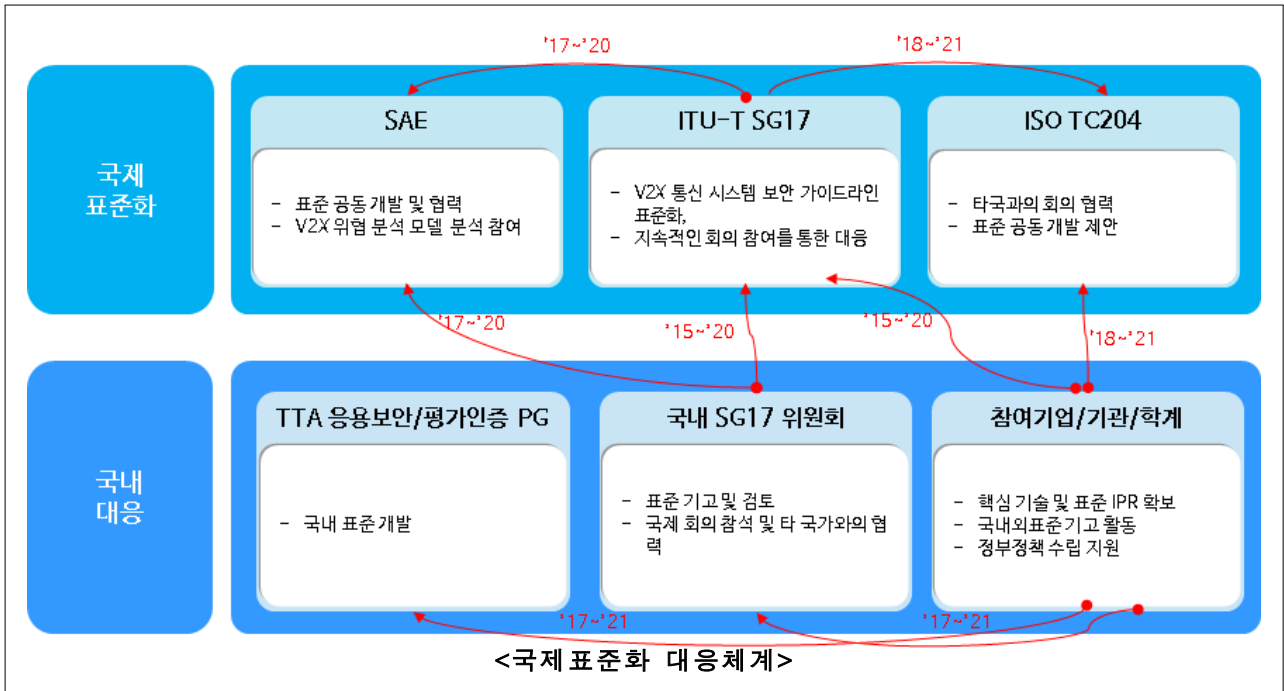 '17~'20
'18~'21
국제
표준화
SAE
- 표준 공동 개발 및 협력
- V2X 위협 분석 모델 분석 참여
ITU-T SG17
- V2X 통신 시스템 보안 가이드라인
표준화,
- 지속적인 회의 참여를 통한 대응
ISO TC204
- 타국과의 회의 협력
- 표준 공동 개발 제안
'17~'20
'15~'20
'15~'20
'18~'21
국내
대응
TTA 응용보안/평가인증 PG
- 국내 표준 개발
국내 SG17 위원회
- 표준 기고 및 검토
- 국제 회의 참석 및 타 국가와의 협
력
참여기업/기관/학계
- 핵심 기술 및 표준 IPR 확보
- 국내외표준기고 활동
- 정부정책 수립 지원
'17~'21
'17~'21
<국제표준화 대응체계>